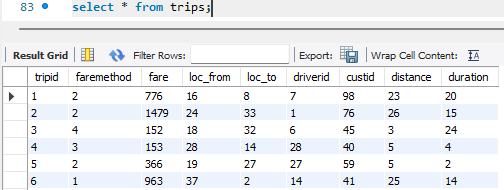 83 select * from trips;
Result Grid Filter Rows: Export: Wrap Cell Content:
tripid faremethod fare loc_from loc_to driverid custid distance duration
1 2 776 16 8 7 98 23 20
2 2 1479 24 33 1 76 26 15
3 4 152 18 32 6 45 3 24
4 3 153 28 14 28 40 5 4
5 2 366 19 27 27 59 5 2
6 1 963 37 2 14 41 25 14